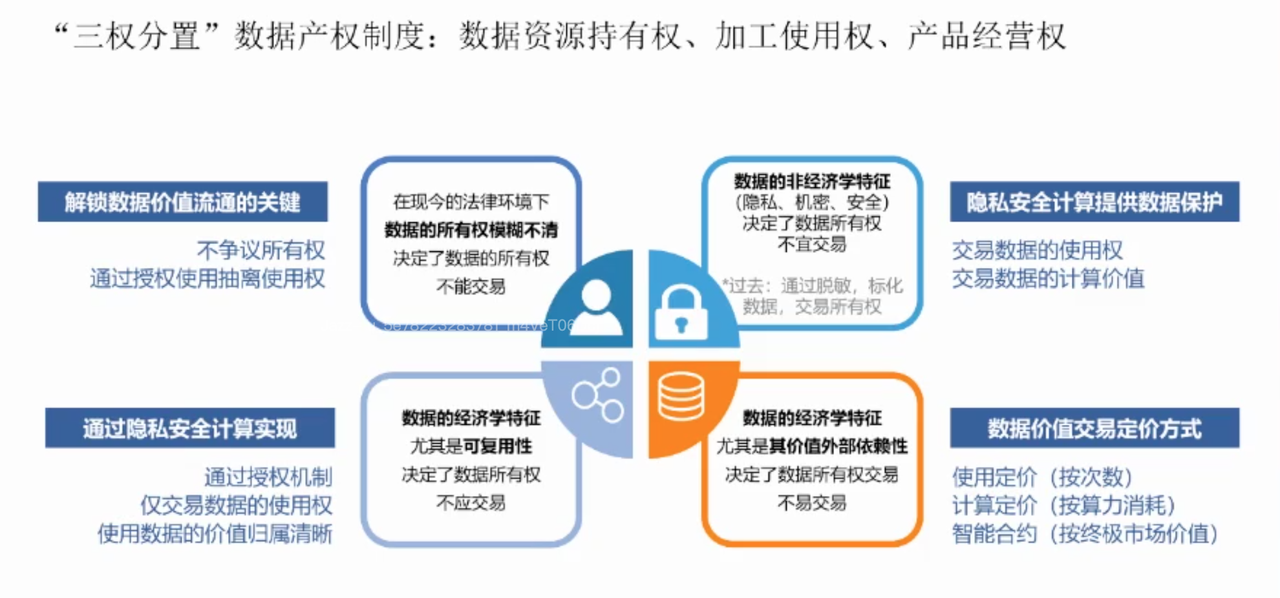 “三权分置”数据产权制度：数据资源持有权、加工使用权、产品经营权
解锁数据价值流通的关键
不争议所有权
通过授权使用抽离使用权
在现今的法律环境下
数据的所有权模糊不清
决定了数据的所有权
不能交易
数据的非经济学特征
（隐私、机密、安全）
决定了数据所有权
不宜交易
*过去：通过脱敏，标化
数据，交易所有权
隐私安全计算提供数据保护
交易数据的使用权
交易数据的计算价值
通过隐私安全计算实现
通过授权机制
仅交易数据的使用权
使用数据的价值归属清晰
数据的经济学特征
尤其是可复用性
决定了数据所有权
不应交易
数据的经济学特征
尤其是其价值外部依赖性
决定了数据所有权交易
不易交易
数据价值交易定价方式
使用定价（按次数）
计算定价（按算力消耗）
智能合约（按终极市场价值）